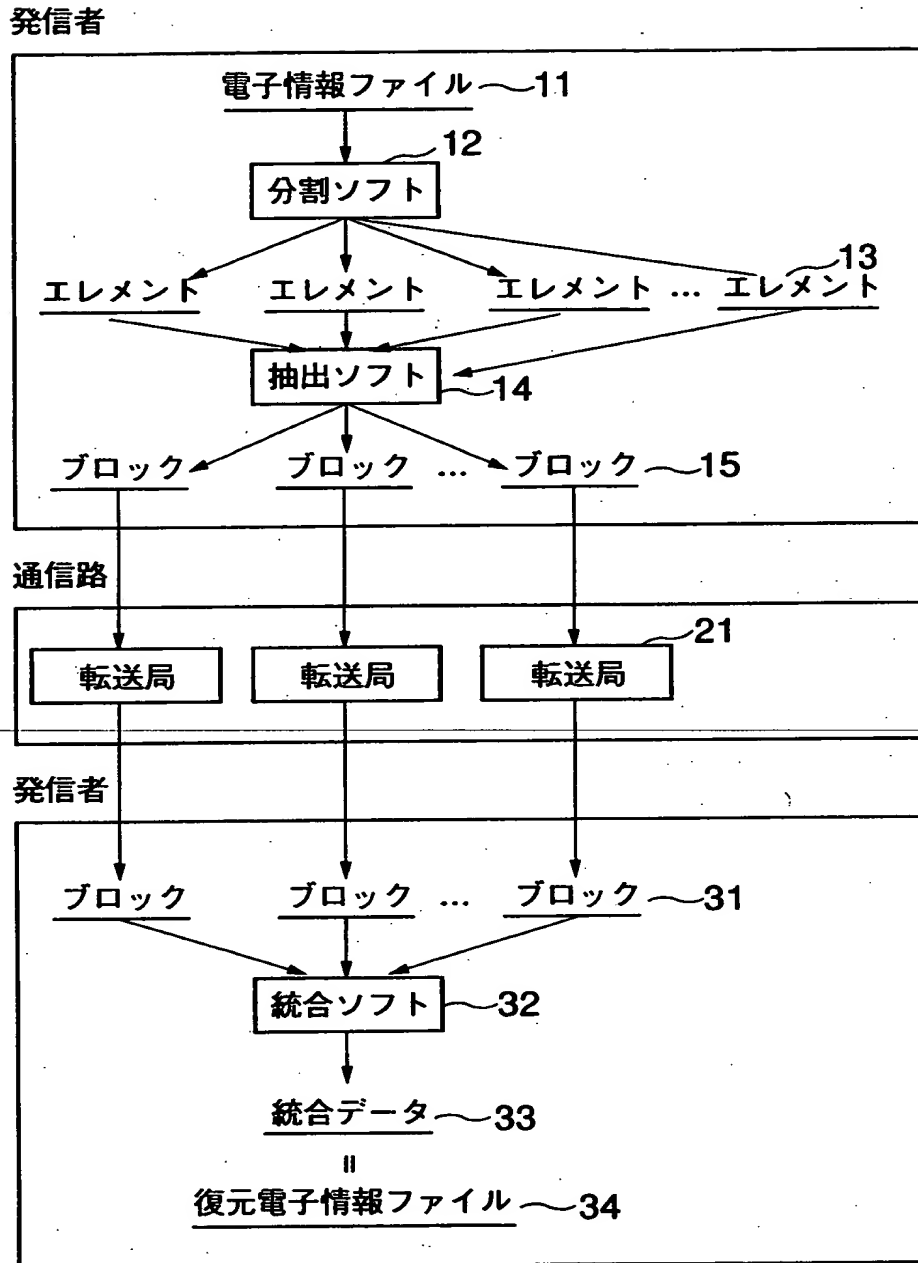 発信者
電子情報ファイル 11
12
分割ソフト
13
エレメント エレメント エレメント … エレメント
抽出ソフト
14
ブロック ブロック … ブロック 15
通信路
21
転送局 転送局 転送局
発信者
ブロック ブロック … ブロック 31
統合ソフト 32
統合データ 33
=
復元電子情報ファイル 34